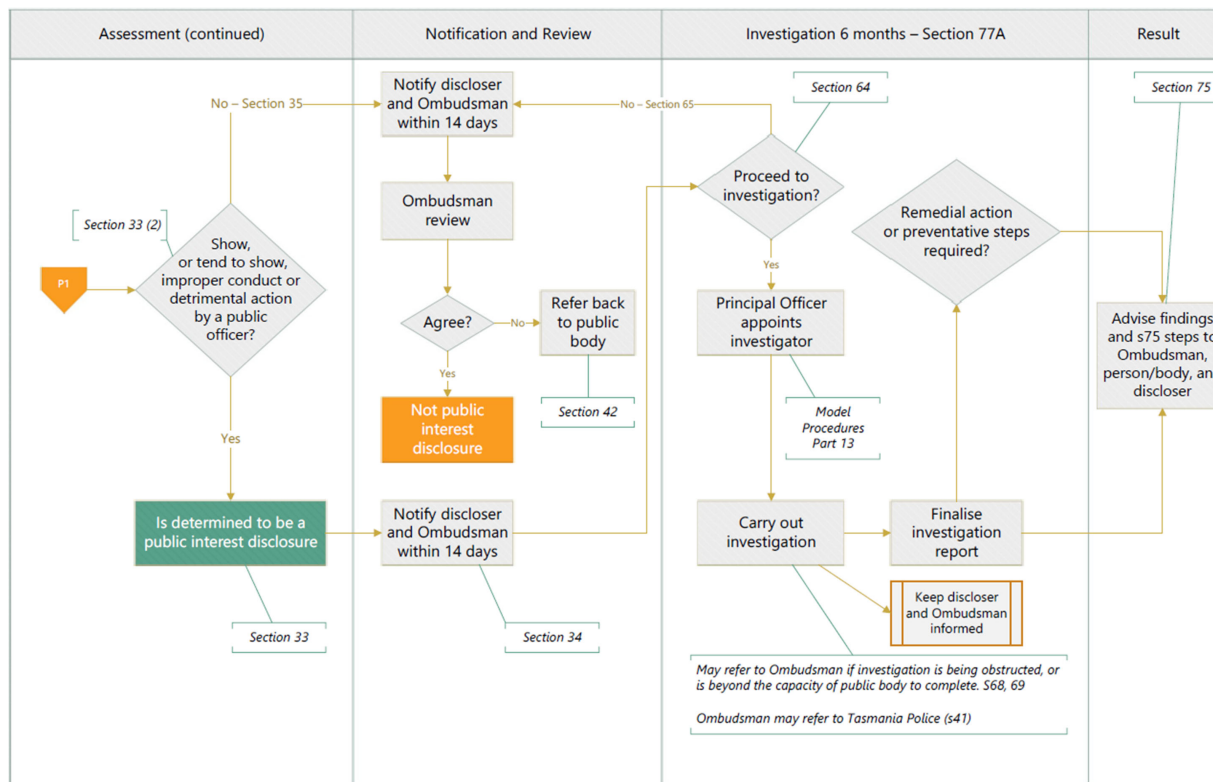 Assessment (continued)
Notification and Review
Investigation 6 months – Section 77A
Result
No – Section 35
Section 33 (2)
P1
Show,
or tend to show,
improper conduct or
detrimental action
by a public
officer?
Yes
Is determined to be a
public interest disclosure
Section 33
Notify discloser
and Ombudsman
within 14 days
Ombudsman
review
Agree?
No
Refer back
to public
body
Section 42
Yes
Not public
interest
disclosure
Notify discloser
and Ombudsman
within 14 days
Section 34
No – Section 65
Section 64
Proceed to
investigation?
Yes
Principal Officer
appoints
investigator
Model
Procedures
Part 13
Carry out
investigation
Finalise
investigation
report
Keep discloser
and Ombudsman
informed
May refer to Ombudsman if investigation is being obstructed, or
is beyond the capacity of public body to complete. S68, 69
Ombudsman may refer to Tasmania Police (s41)
Remedial action
or preventative steps
required?
Section 75
Advise findings
and s75 steps to
Ombudsman,
person/body, an
discloser